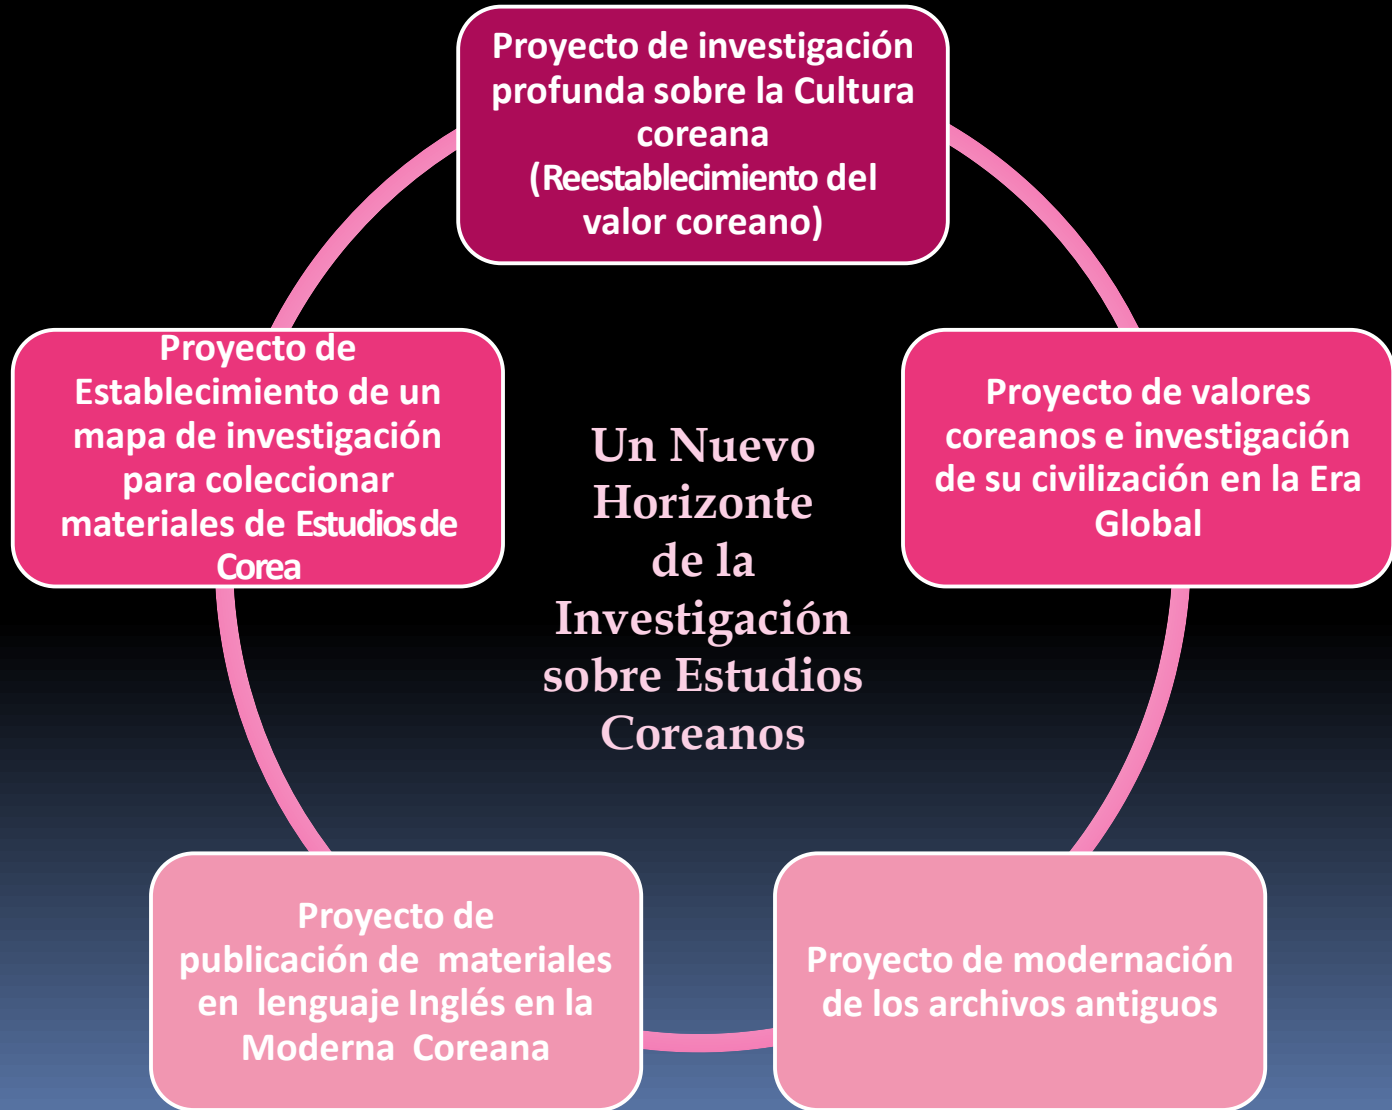 Proyecto de investigación
profunda sobre la Cultura
coreana
(Reestablecimiento del
valor coreano)
Proyecto de
Establecimiento de un
mapa de investigación
para coleccionar
materiales de Estudios de
Corea
Un Nuevo
Horizonte
de la
Investigación
sobre Estudios
Coreanos
Proyecto de valores
coreanos e investigación
de su civilización en la Era
Global
Proyecto de
publicación de materiales
en lenguaje Inglés en la
Moderna Coreana
Proyecto de modernación
de los archivos antiguos